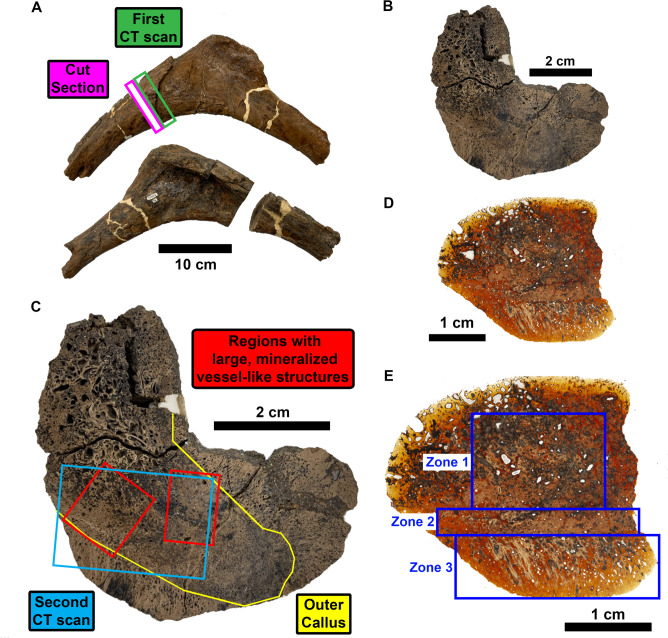 A
First
CT scan
Cut
Section
10 cm
B
2 cm
D
1 cm
C
Regions with
large, mineralized
vessel-like structures
2 cm
Second
CT scan
Outer
Callus
E
Zone 1
Zone 2
Zone 3
1 cm